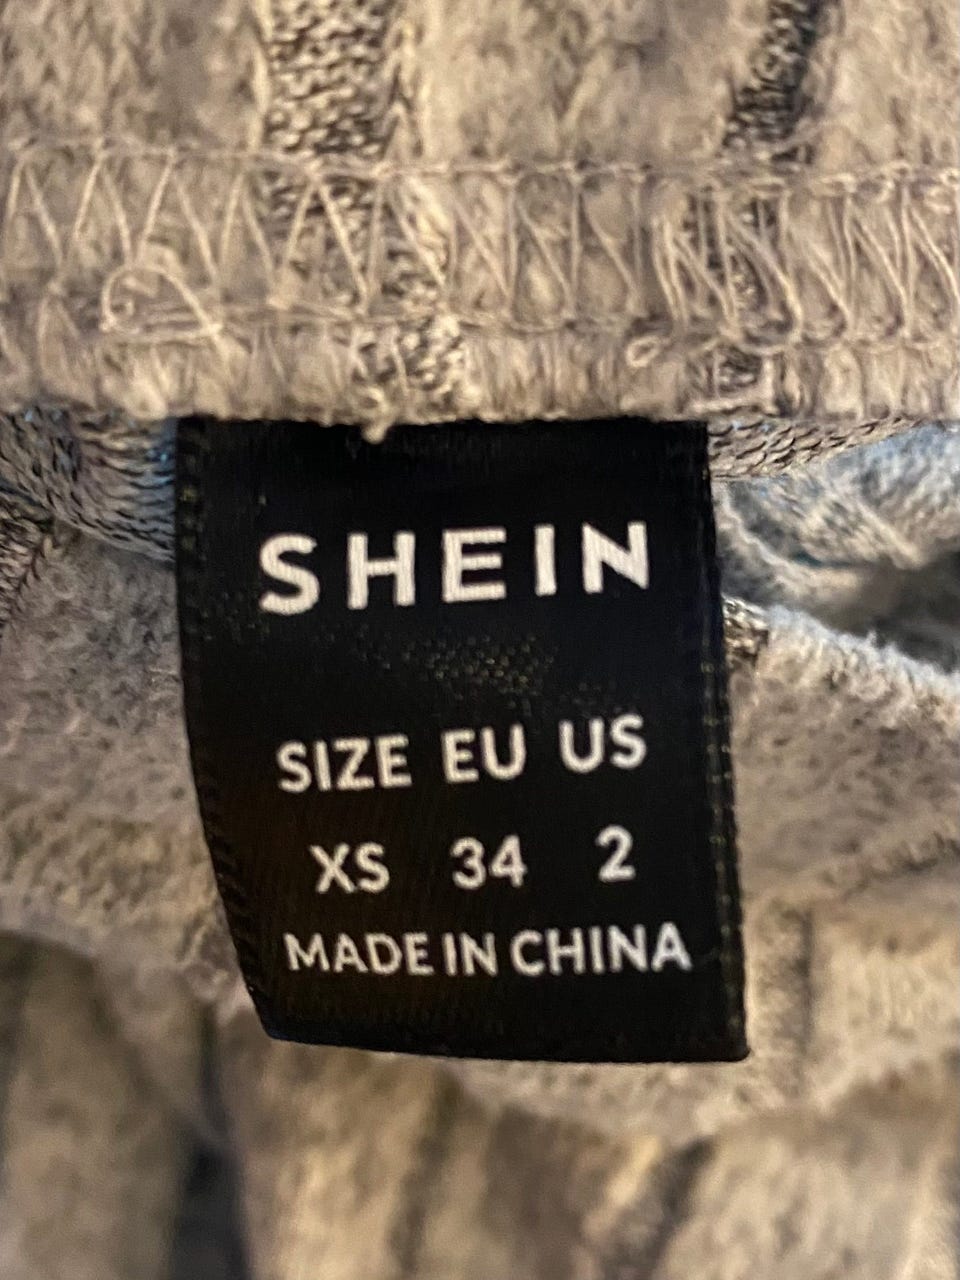 SHEIN
SIZE EU US
XS 34 2
MADE IN CHINA